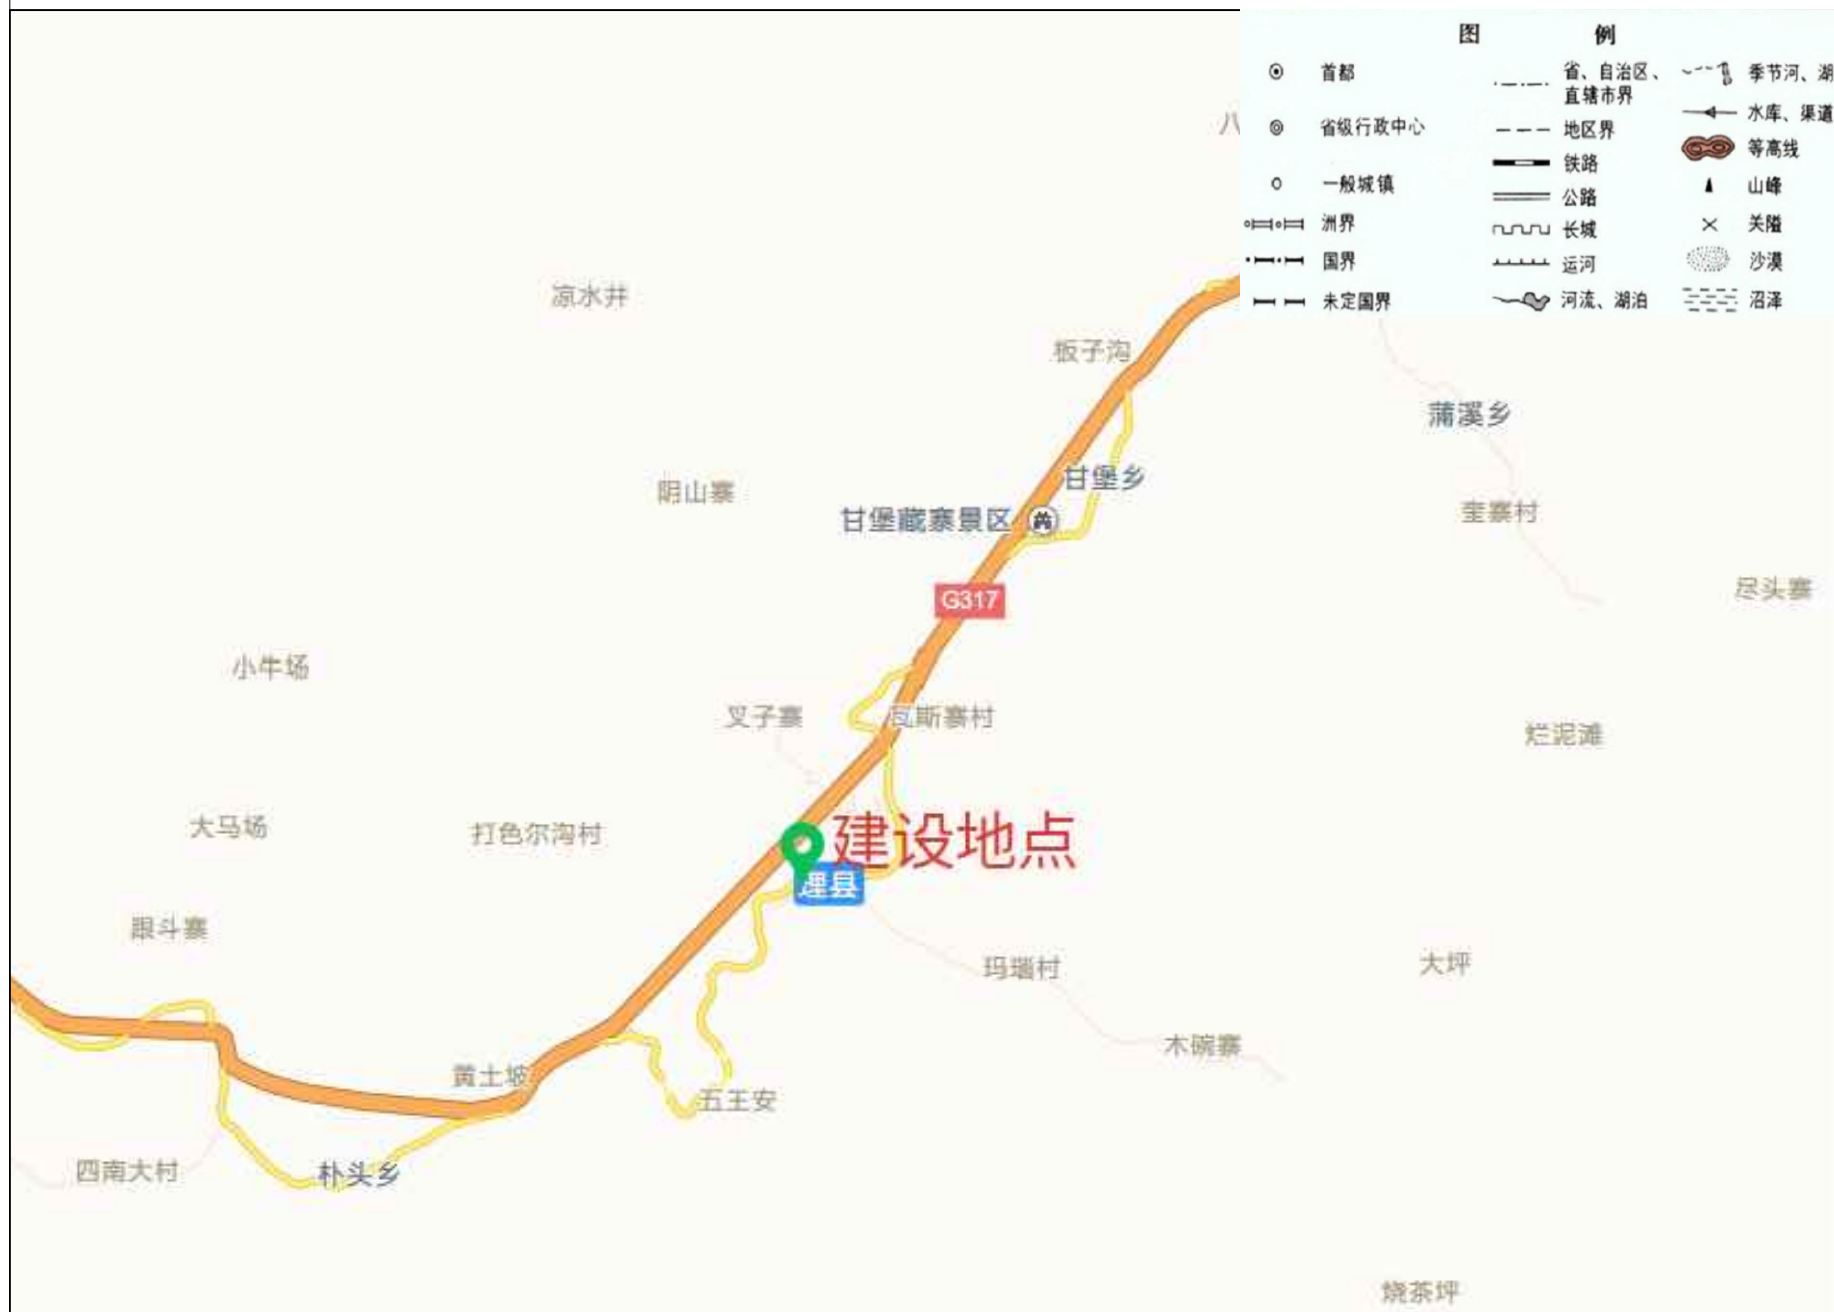 图 例
首都
省、自治区、
直辖市界
季节河、湖
省级行政中心
地区界
水库、渠道
铁路
等高线
一般城镇
公路
山峰
洲界
长城
关隘
国界
运河
沙漠
未定国界
河流、湖泊
沼泽
八
凉水井
板子沟
蒲溪乡
甘堡乡
阴山寨
甘堡藏寨景区
奎寨村
尽头寨
G317
小牛场
叉子寨
瓦斯寨村
烂泥滩
大马场
打色尔沟村
建设地点
理县
跟斗寨
玛瑙村
大坪
木碗寨
黄土坡
五王安
四南大村
朴头乡
烧茶坪